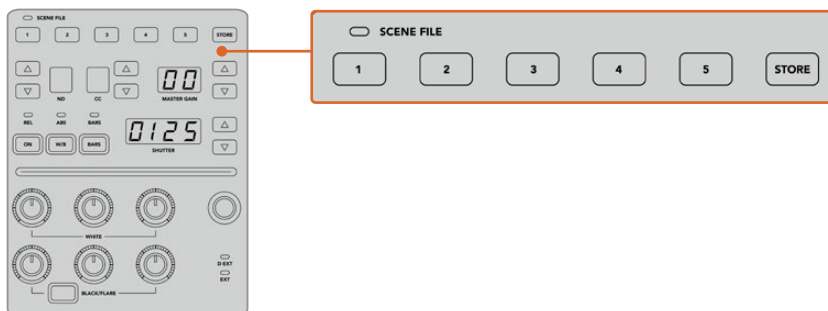 SCENE FILE
1 2 3 4 5 STORE
ND CC 00
MASTER GAIN
REL ABS BARS
ON W/B BARS 0125
SHUTTER
WHITE
D-EXT
EXT
BLACK/FLARE
SCENE FILE
1 2 3 4 5 STORE